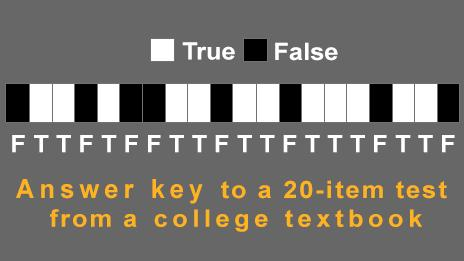 True False
F T T F T F F T T F T T F T T T F T T F
Answer key to a 20-item test
from a college textbook